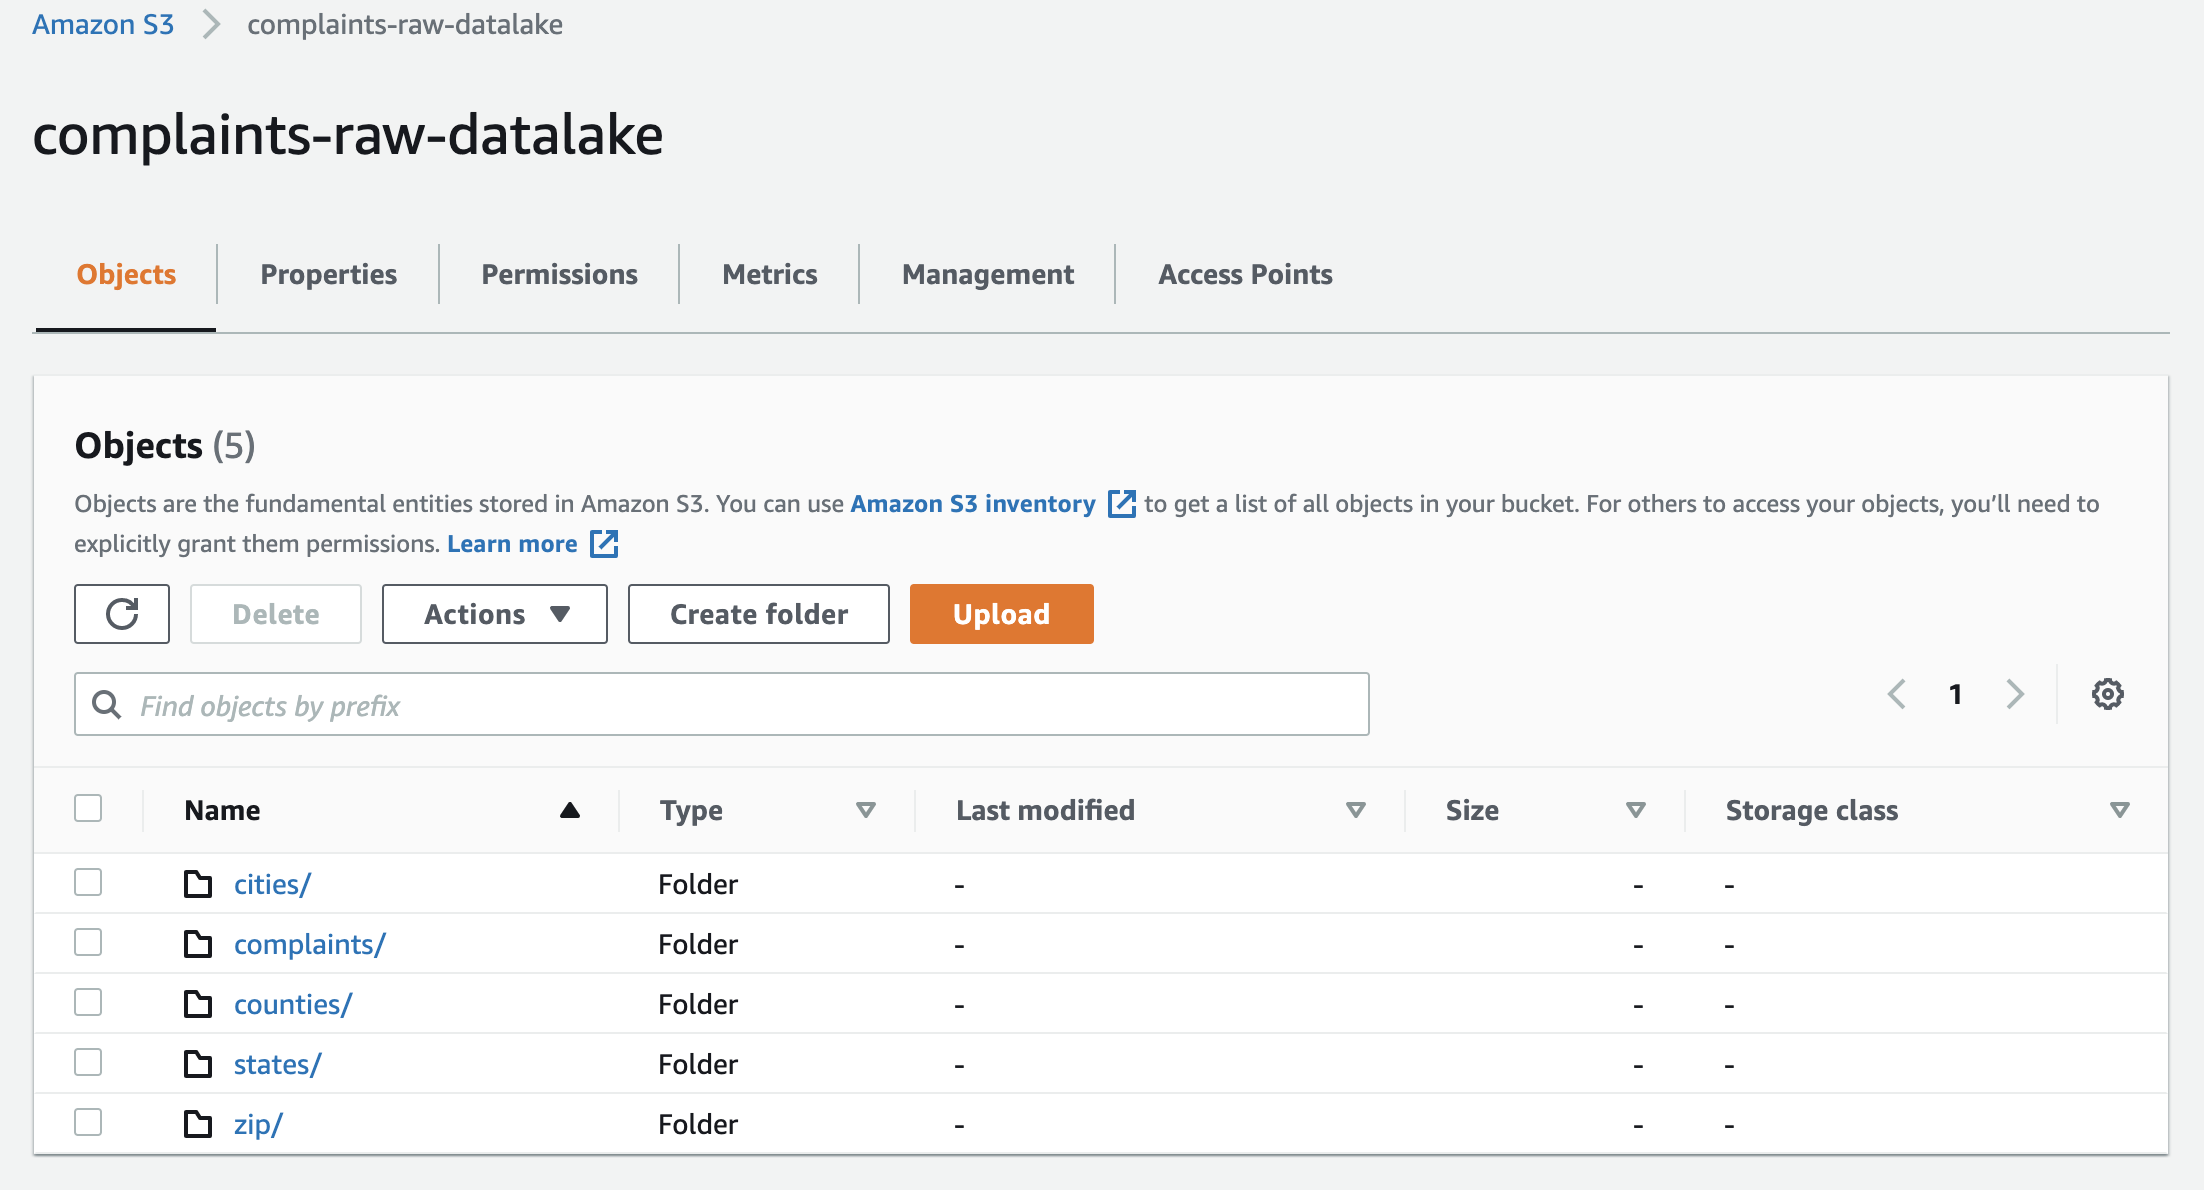 Amazon S3 > complaints-raw-datalake
complaints-raw-datalake
Objects Properties Permissions Metrics Management Access Points
Objects (5)
Objects are the fundamental entities stored in Amazon S3. You can use Amazon S3 inventory to get a list of all objects in your bucket. For others to access your objects, you’ll need to
explicitly grant them permissions. Learn more
Delete Actions Create folder Upload
Find objects by prefix 1
Name Type Last modified Size Storage class
cities/ Folder - - -
complaints/ Folder - - -
counties/ Folder - - -
states/ Folder - - -
zip/ Folder - - -